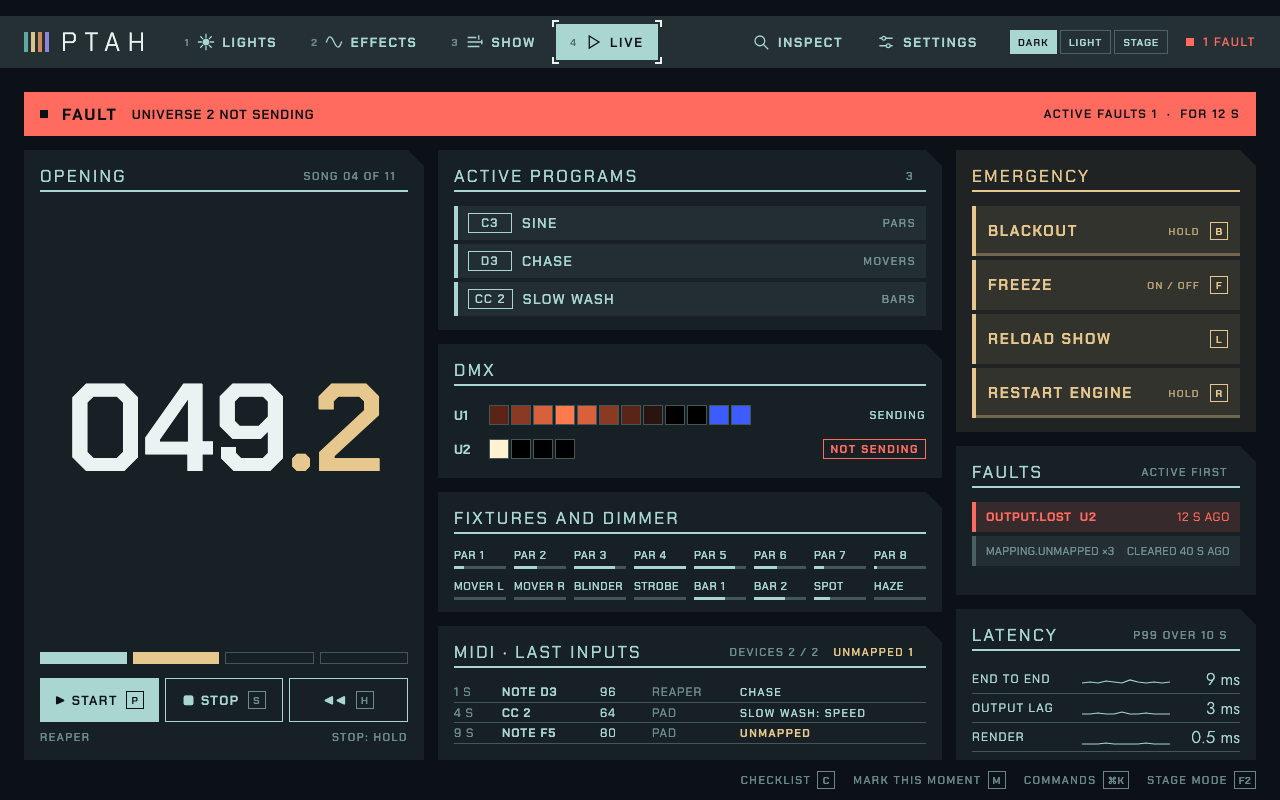 PTAH
1 LIGHTS 2 EFFECTS 3 SHOW 4 LIVE INSPECT SETTINGS DARK LIGHT STAGE 1 FAULT
FAULT UNIVERSE 2 NOT SENDING ACTIVE FAULTS 1 · FOR 12 S
OPENING SONG 04 OF 11
049.2
START P STOP S H
REAPER STOP: HOLD
ACTIVE PROGRAMS 3
C3 SINE PARS
D3 CHASE MOVERS
CC 2 SLOW WASH BARS
DMX
U1 SENDING
U2 NOT SENDING
FIXTURES AND DIMMER
PAR 1 PAR 2 PAR 3 PAR 4 PAR 5 PAR 6 PAR 7 PAR 8
MOVER L MOVER R BLINDER STROBE BAR 1 BAR 2 SPOT HAZE
MIDI · LAST INPUTS DEVICES 2 / 2 UNMAPPED 1
1 S NOTE D3 96 REAPER CHASE
4 S CC 2 64 PAD SLOW WASH: SPEED
9 S NOTE F5 80 PAD UNMAPPED
EMERGENCY
BLACKOUT HOLD B
FREEZE ON / OFF F
RELOAD SHOW L
RESTART ENGINE HOLD R
FAULTS ACTIVE FIRST
OUTPUT.LOST U2 12 S AGO
MAPPING.UNMAPPED ×3 CLEARED 40 S AGO
LATENCY P99 OVER 10 S
END TO END 9 ms
OUTPUT LAG 3 ms
RENDER 0.5 ms
CHECKLIST C MARK THIS MOMENT M COMMANDS ⌘K STAGE MODE F2